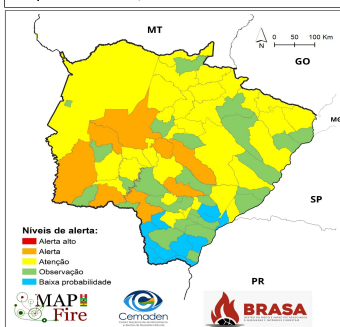 MT
N
0 50 100 Km
GO
MG
SP
PR
Níveis de alerta:
Alerta alto
Alerta
Atenção
Observação
Baixa probabilidade
MAP
Fire
Cemaden
BRASA